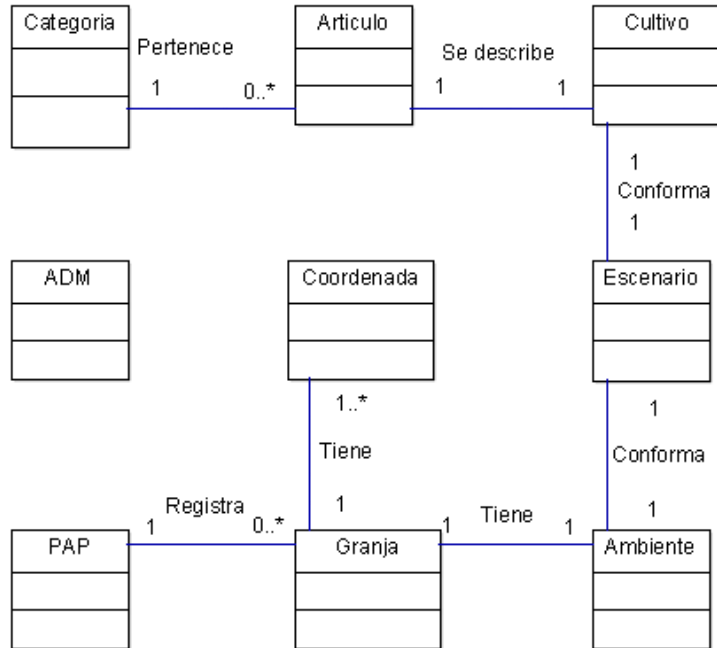 Categoria
Articulo
Cultivo
Pertenece
Se describe
1
0..*
1
1
1
Conforma
1
ADM
Coordenada
Escenario
1..*
1
Tiene
Conforma
Registra
1
Tiene
1
1
0..*
1
1
PAP
Granja
Ambiente